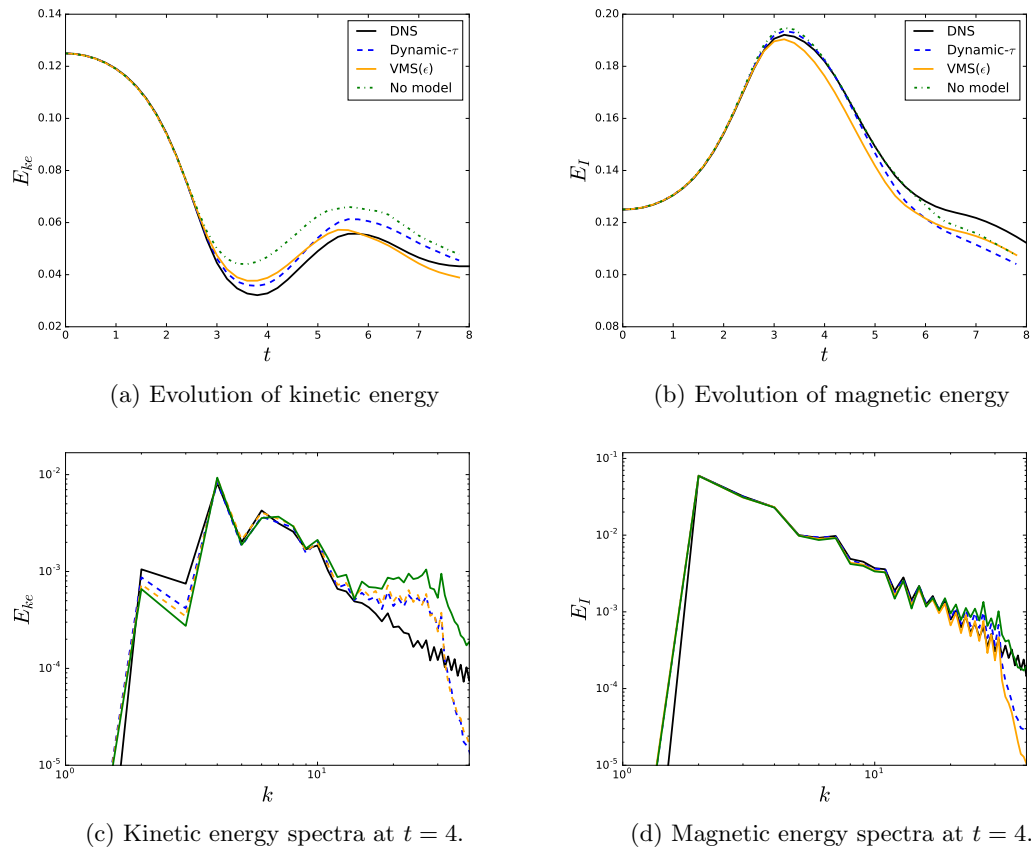 0.14
0.12
0.10
0.08
0.06
0.04
0.02
E_{ke}
DNS
Dynamic-τ
VMS(ϵ)
No model
0 1 2 3 4 5 6 7 8
t
(a) Evolution of kinetic energy
0.20
0.18
0.16
0.14
0.12
0.10
0.08
E_I
DNS
Dynamic-τ
VMS(ϵ)
No model
0 1 2 3 4 5 6 7 8
t
(b) Evolution of magnetic energy
10^{-2}
10^{-3}
10^{-4}
10^{-5}
E_{ke}
10^0 10^1
k
(c) Kinetic energy spectra at t = 4.
10^{-1}
10^{-2}
10^{-3}
10^{-4}
10^{-5}
E_I
10^0 10^1
k
(d) Magnetic energy spectra at t = 4.